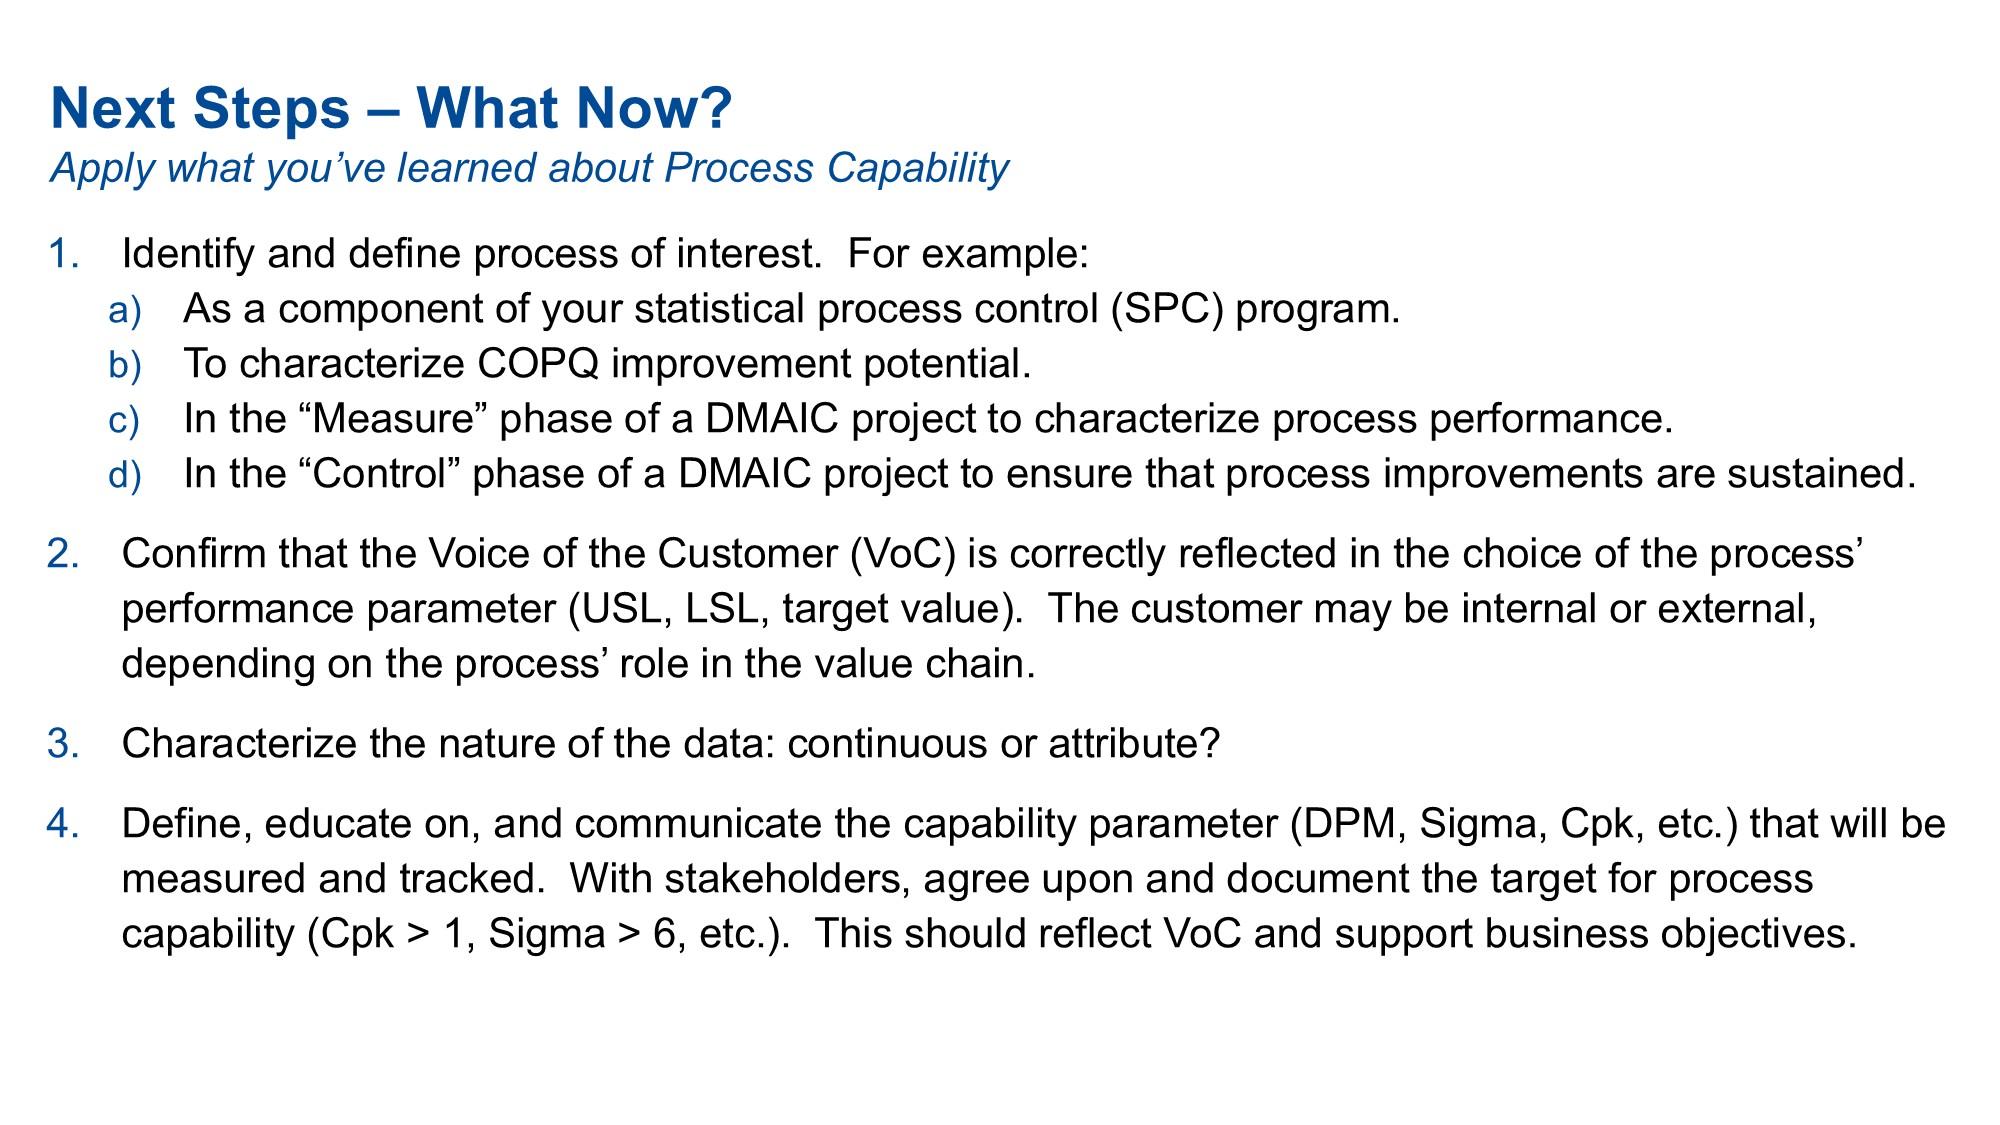 Next Steps – What Now?
Apply what you’ve learned about Process Capability
1. Identify and define process of interest.  For example:
a) As a component of your statistical process control (SPC) program.
b) To characterize COPQ improvement potential.
c) In the “Measure” phase of a DMAIC project to characterize process performance.
d) In the “Control” phase of a DMAIC project to ensure that process improvements are sustained.
2. Confirm that the Voice of the Customer (VoC) is correctly reflected in the choice of the process’
performance parameter (USL, LSL, target value).  The customer may be internal or external,
depending on the process’ role in the value chain.
3. Characterize the nature of the data: continuous or attribute?
4. Define, educate on, and communicate the capability parameter (DPM, Sigma, Cpk, etc.) that will be
measured and tracked.  With stakeholders, agree upon and document the target for process
capability (Cpk > 1, Sigma > 6, etc.).  This should reflect VoC and support business objectives.